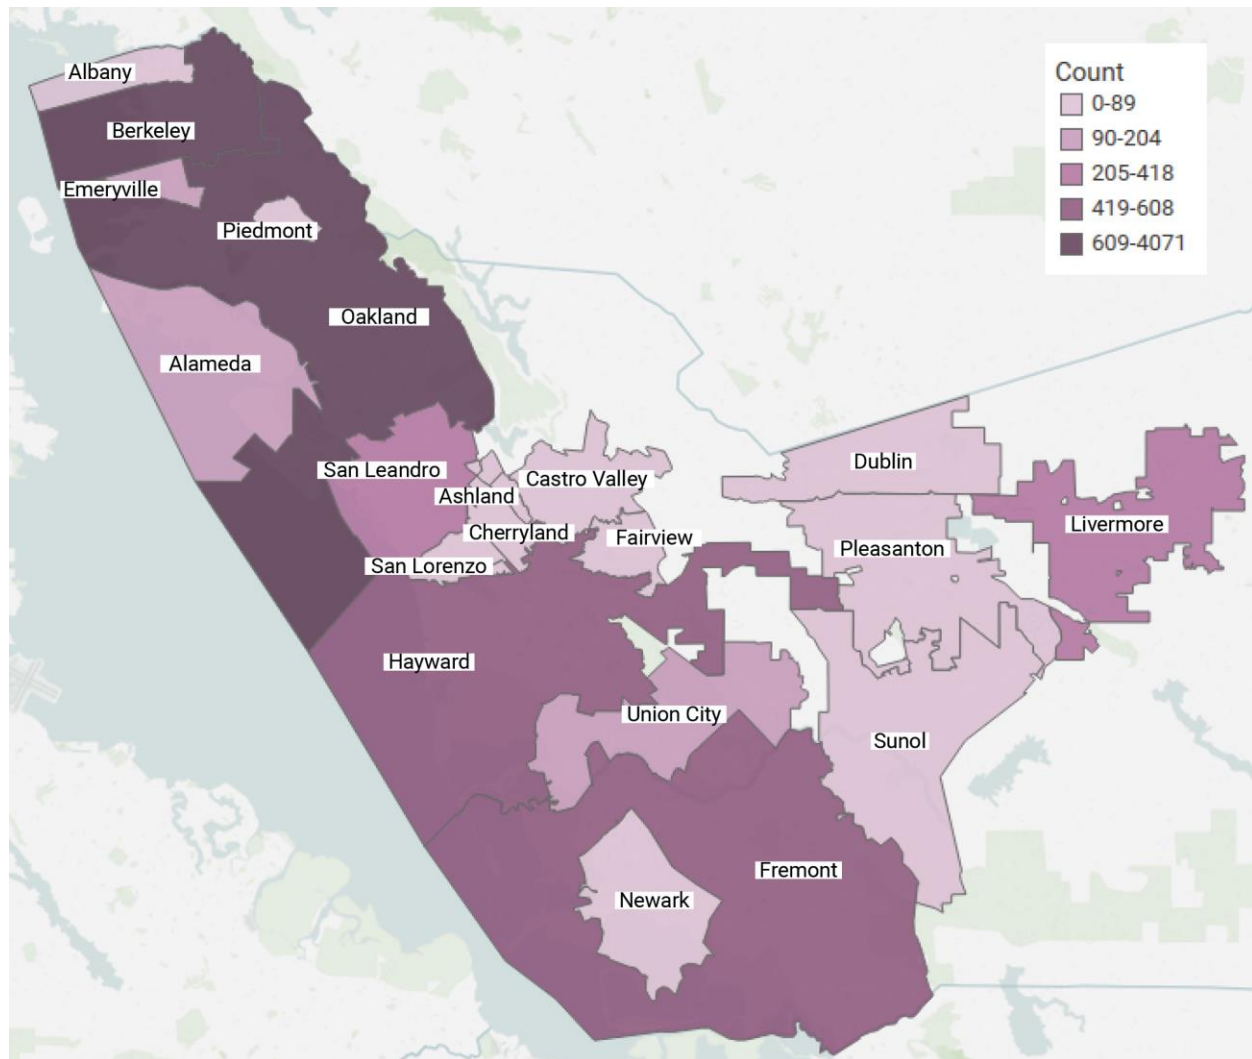 Count
0-89
90-204
205-418
419-608
609-4071
Albany
Berkeley
Emeryville
Piedmont
Oakland
Alameda
San Leandro
Ashland
Castro Valley
Cherryland
Fairview
San Lorenzo
Dublin
Livermore
Pleasanton
Hayward
Union City
Sunol
Fremont
Newark